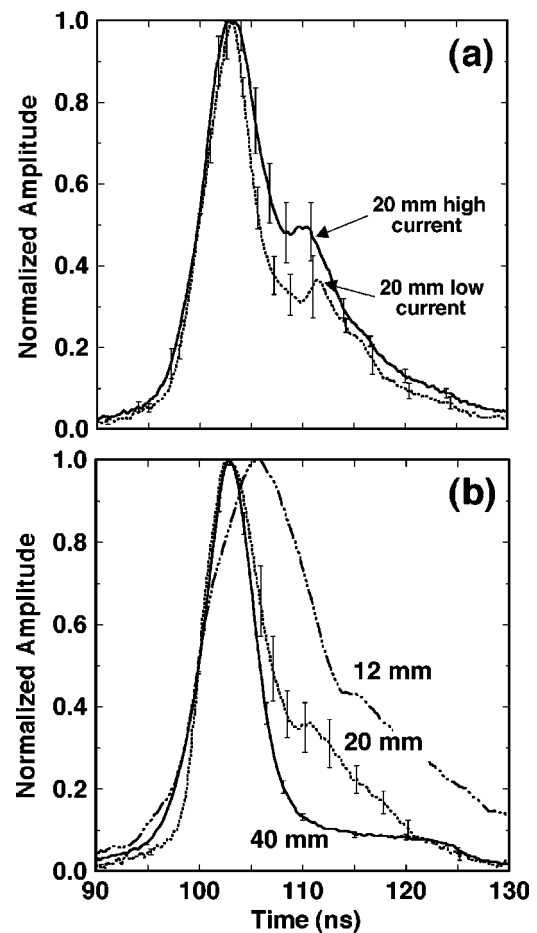 1.0
0.8
0.6
0.4
0.2
0.0
Normalized Amplitude
(a)
20 mm high
current
20 mm low
current
1.0
0.8
0.6
0.4
0.2
0.0
Normalized Amplitude
(b)
12 mm
20 mm
40 mm
90 100 110 120 130
Time (ns)